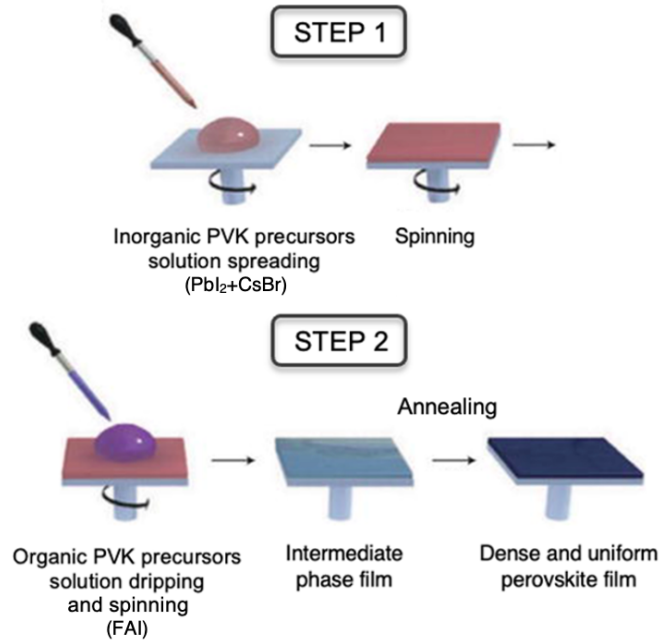 STEP 1
Inorganic PVK precursors
solution spreading
(PbI₂+CsBr)
Spinning
STEP 2
Annealing
Organic PVK precursors
solution dripping
and spinning
(FAI)
Intermediate
phase film
Dense and uniform
perovskite film